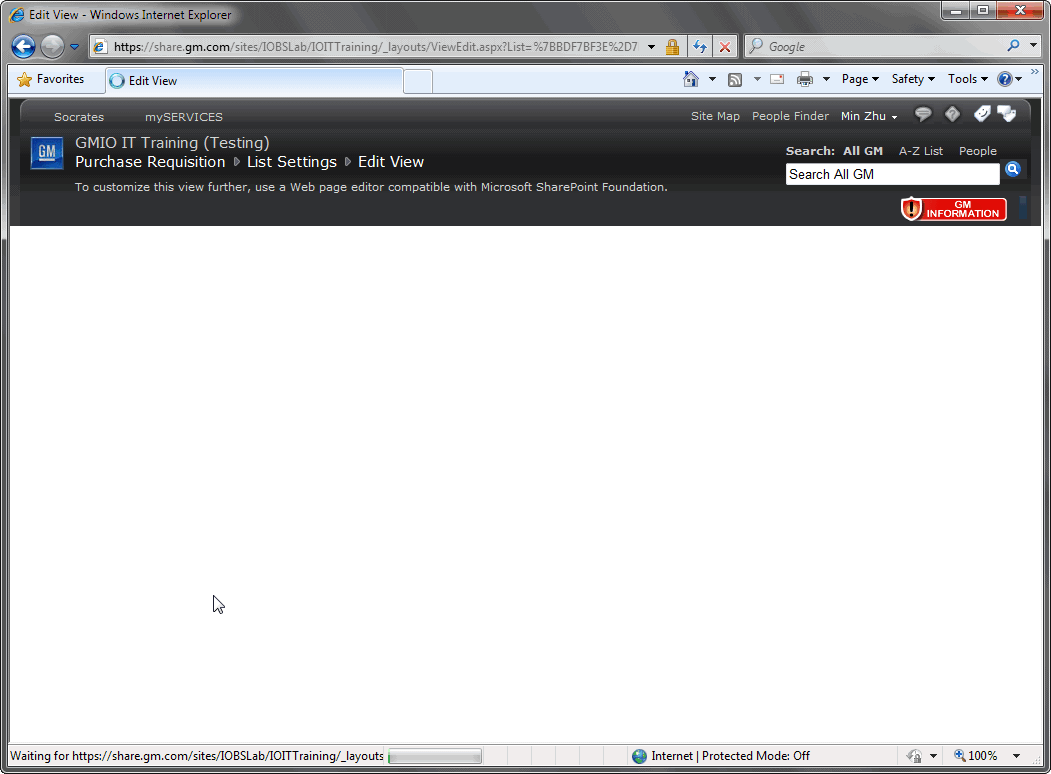 Edit View - Windows Internet Explorer
https://share.gm.com/sites/IOBSLab/IOITTraining/_layouts/ViewEdit.aspx?List=%7BBDF7BF3E%2D7
Google
Favorites
Edit View
Page
Safety
Tools
Socrates
mySERVICES
Site Map
People Finder
Min Zhu
GM
GMIO IT Training (Testing)
Purchase Requisition
List Settings
Edit View
To customize this view further, use a Web page editor compatible with Microsoft SharePoint Foundation.
Search: All GM
A-Z List
People
Search All GM
GM
INFORMATION
Waiting for https://share.gm.com/sites/IOBSLab/IOITTraining/_layouts
Internet | Protected Mode: Off
100%